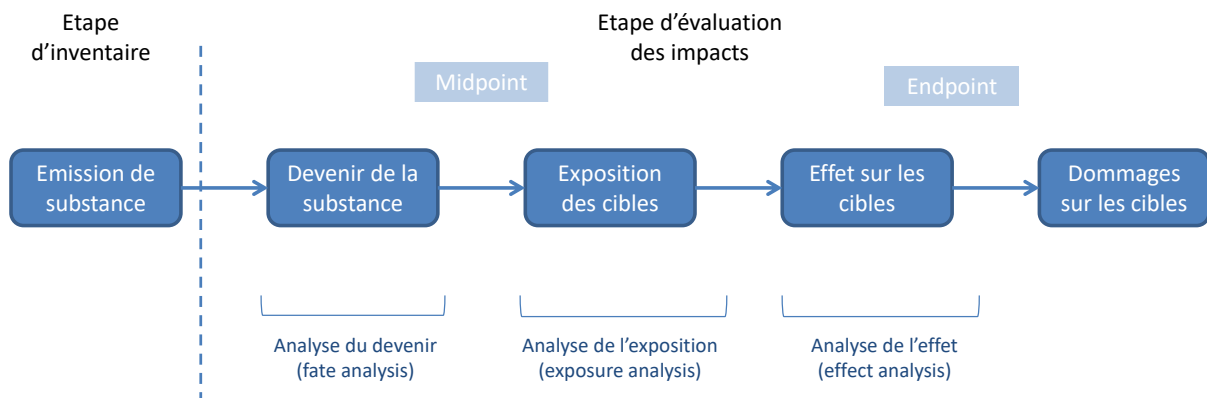 Etape
d’inventaire
Etape d’évaluation
des impacts
Midpoint
Endpoint
Emission de
substance
Devenir de la
substance
Exposition
des cibles
Effet sur les
cibles
Dommages
sur les cibles
Analyse du devenir
(fate analysis)
Analyse de l’exposition
(exposure analysis)
Analyse de l’effet
(effect analysis)